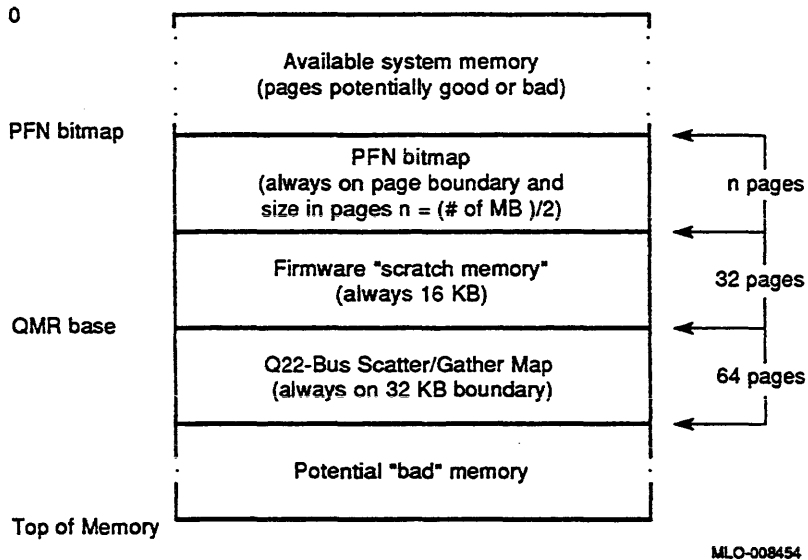 0
Available system memory
(pages potentially good or bad)
PFN bitmap
PFN bitmap
(always on page boundary and
size in pages n = (# of MB )/2)
n pages
Firmware "scratch memory"
(always 16 KB)
32 pages
QMR base
Q22-Bus Scatter/Gather Map
(always on 32 KB boundary)
64 pages
Potential "bad" memory
Top of Memory
MLO-008454